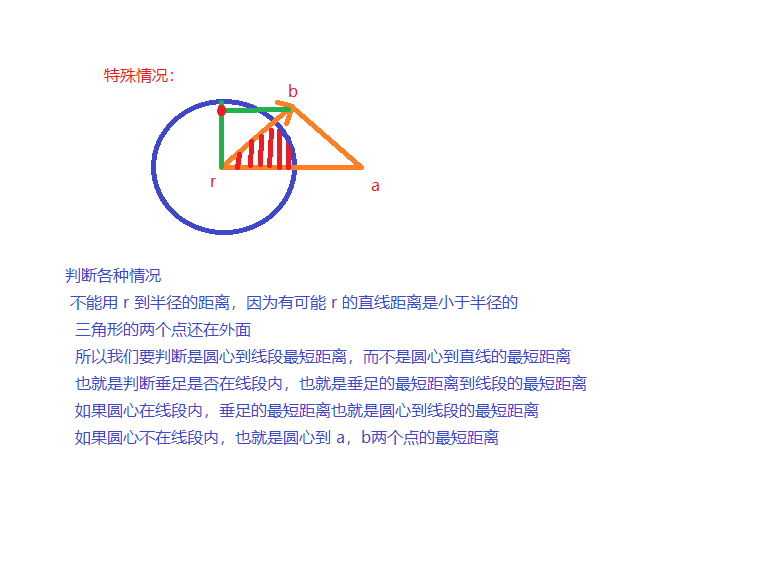 特殊情况：
b
r
a
判断各种情况
不能用 r 到半径的距离，因为有可能 r 的直线距离是小于半径的
三角形的两个点还在外面
所以我们要判断是圆心到线段最短距离，而不是圆心到直线的最短距离
也就是判断垂足是否在线段内，也就是垂足的最短距离到线段的最短距离
如果圆心在线段内，垂足的最短距离也就是圆心到线段的最短距离
如果圆心不在线段内，也就是圆心到 a，b两个点的最短距离